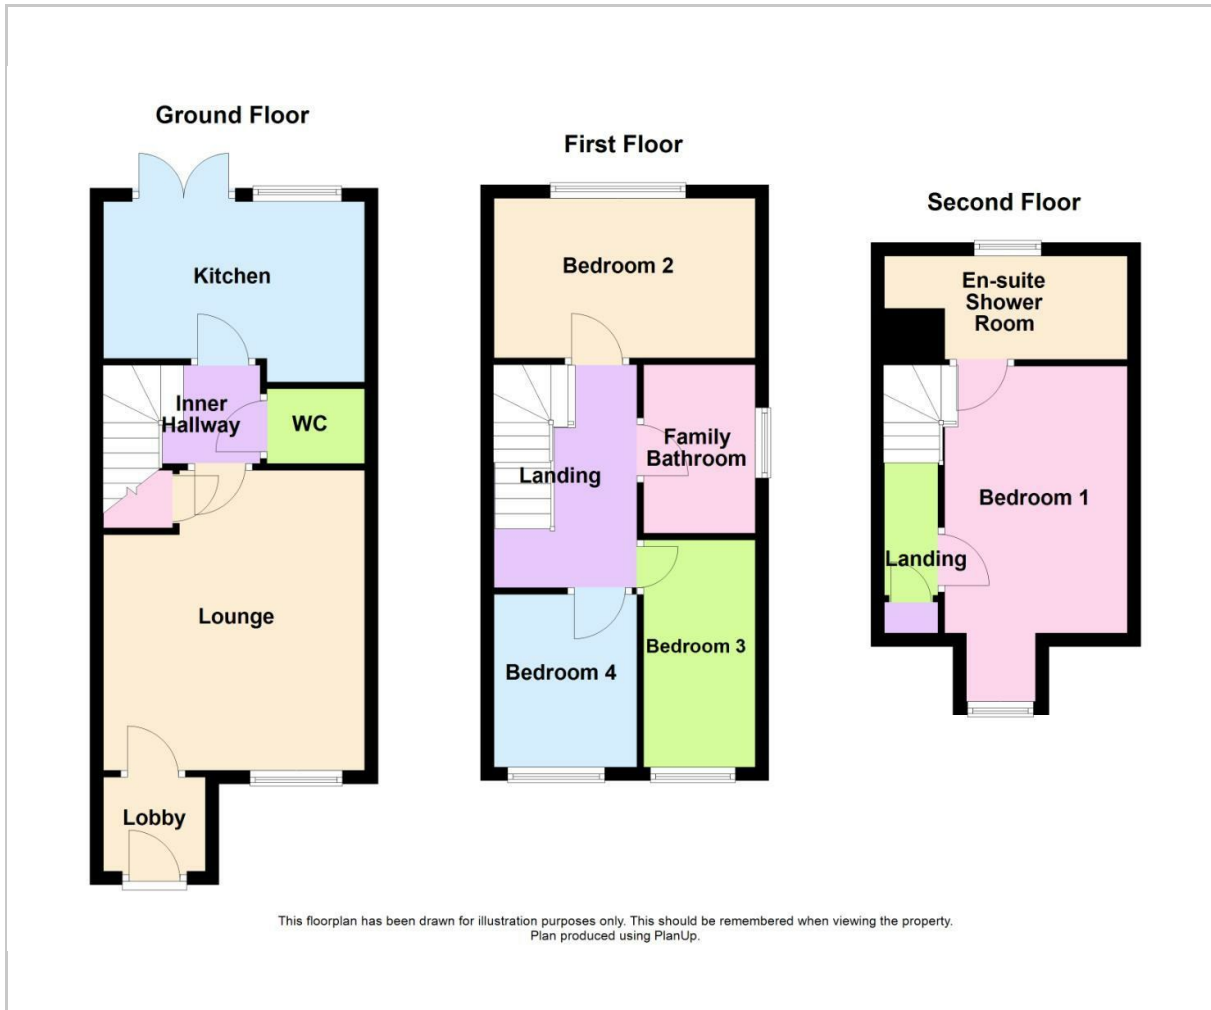 Ground Floor
Kitchen
Inner
Hallway
WC
Lounge
Lobby
First Floor
Bedroom 2
Landing
Family
Bathroom
Bedroom 4
Bedroom 3
Second Floor
En-suite
Shower
Room
Bedroom 1
Landing
This floorplan has been drawn for illustration purposes only. This should be remembered when viewing the property.
Plan produced using PlanUp.